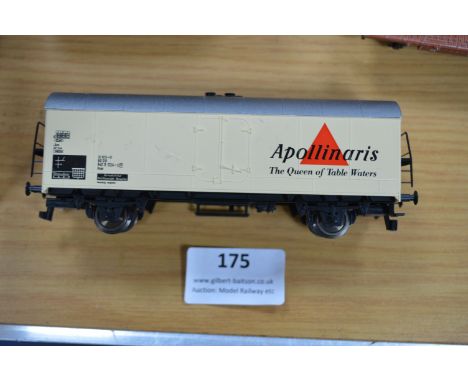 Apollinaris
The Queen of Table Waters
175
www.gilbert-baitson.co.uk
Auction: Model Railway etc